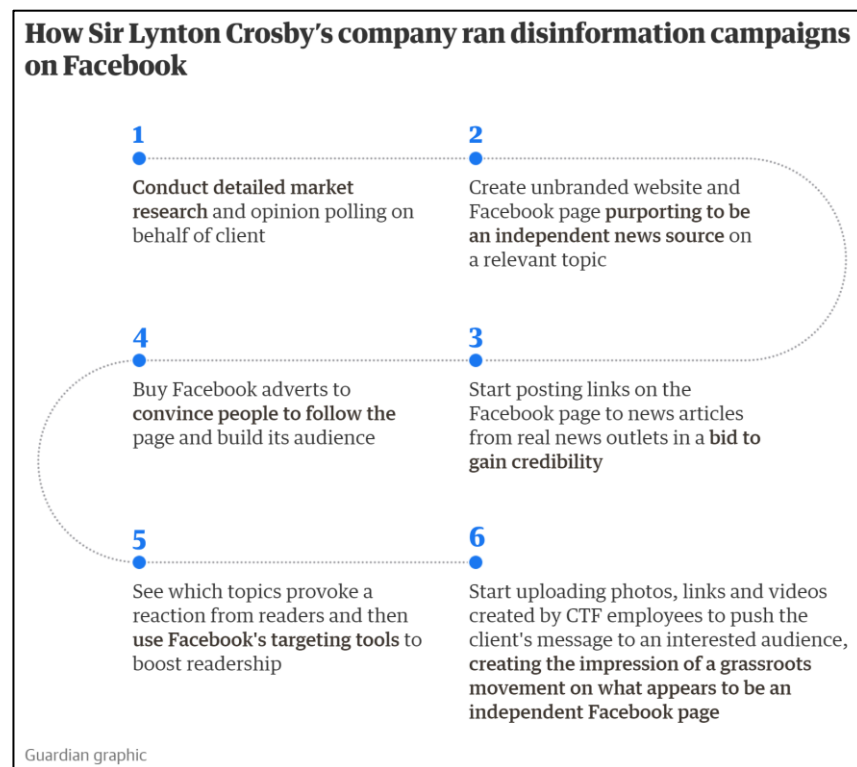 How Sir Lynton Crosby's company ran disinformation campaigns
on Facebook
1
Conduct detailed market
research and opinion polling on
behalf of client
2
Create unbranded website and
Facebook page purporting to be
an independent news source on
a relevant topic
3
Start posting links on the
Facebook page to news articles
from real news outlets in a bid to
gain credibility
4
Buy Facebook adverts to
convince people to follow the
page and build its audience
5
See which topics provoke a
reaction from readers and then
use Facebook's targeting tools to
boost readership
6
Start uploading photos, links and videos
created by CTF employees to push the
client's message to an interested audience,
creating the impression of a grassroots
movement on what appears to be an
independent Facebook page
Guardian graphic